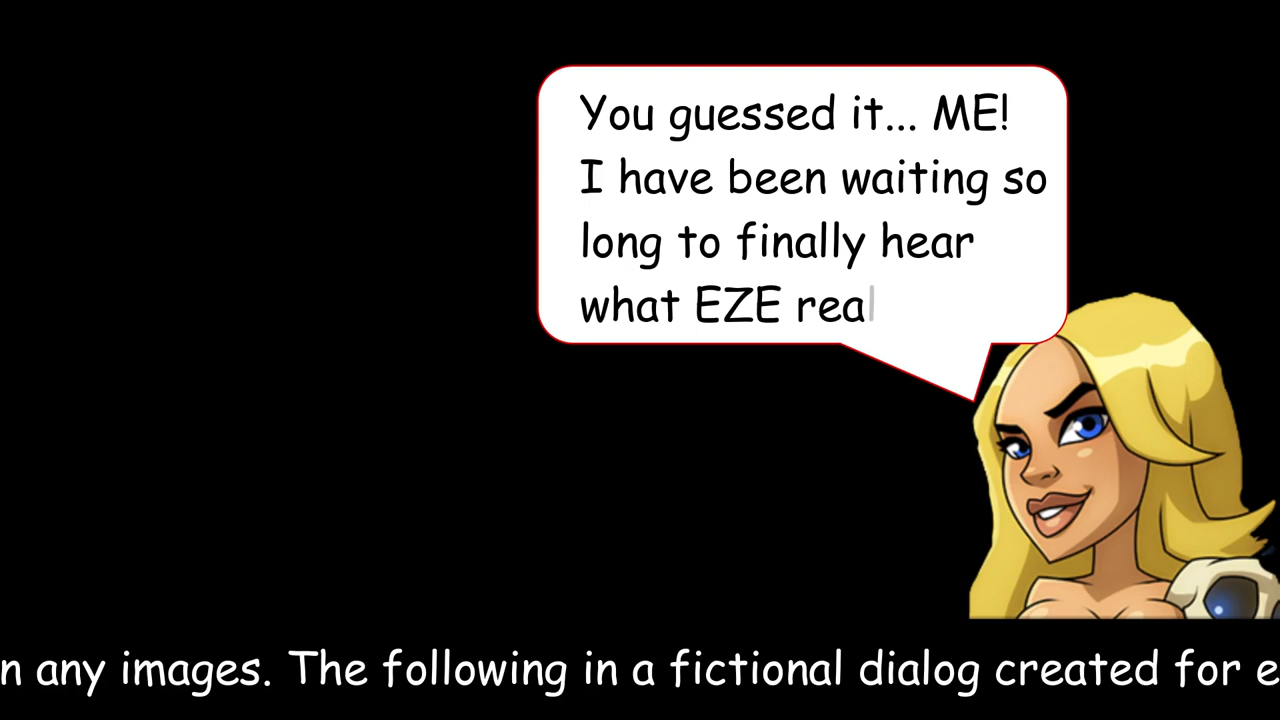 You guessed it... ME!
I have been waiting so
long to finally hear
what EZE real
n any images. The following in a fictional dialog created for e